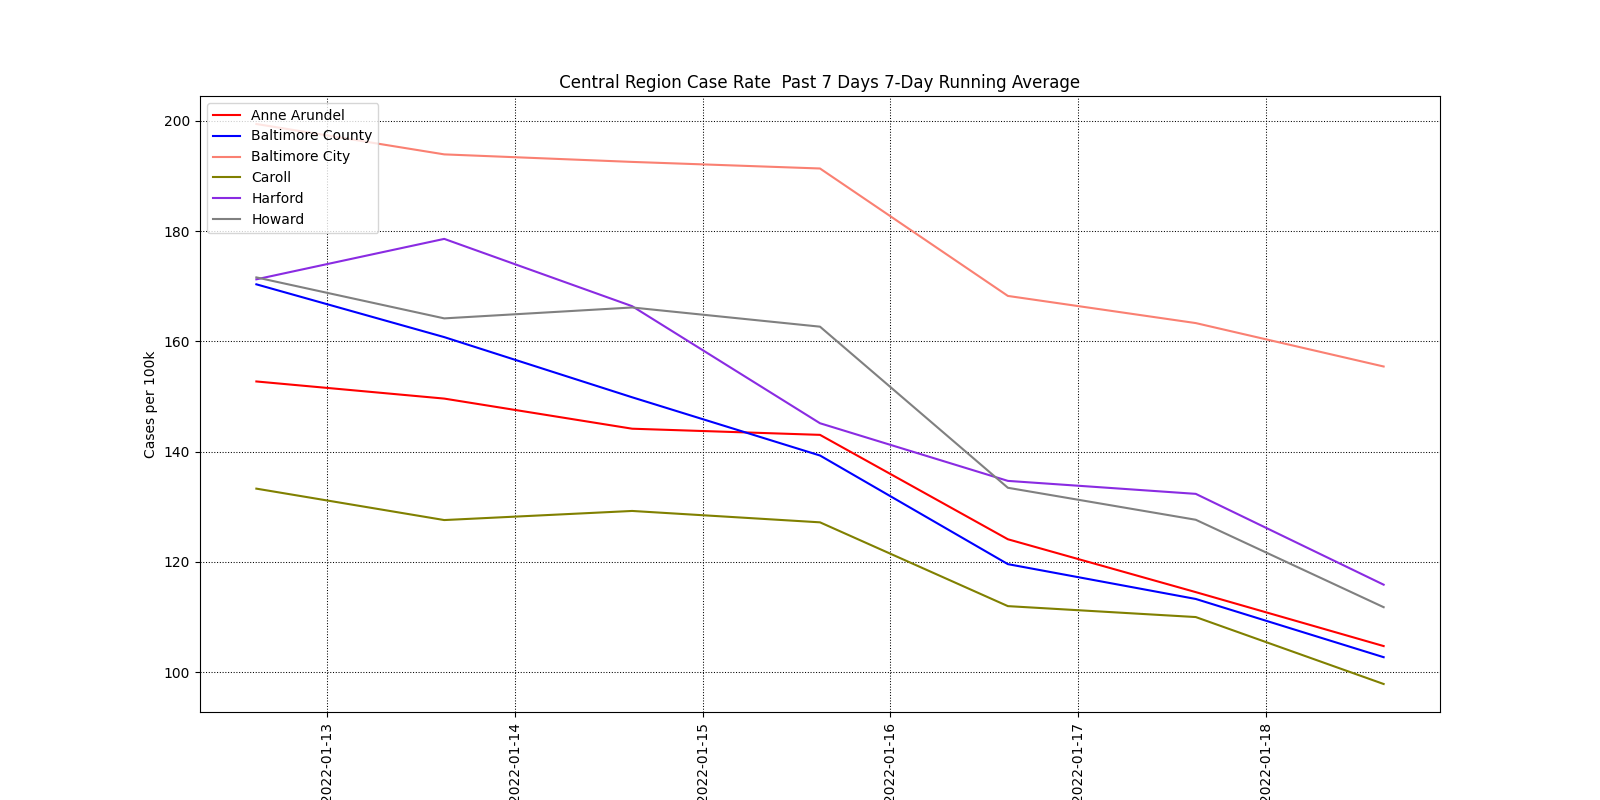 Central Region Case Rate  Past 7 Days 7-Day Running Average
Anne Arundel
Baltimore County
Baltimore City
Caroll
Harford
Howard
Cases per 100k
200
180
160
140
120
100
2022-01-13
2022-01-14
2022-01-15
2022-01-16
2022-01-17
2022-01-18